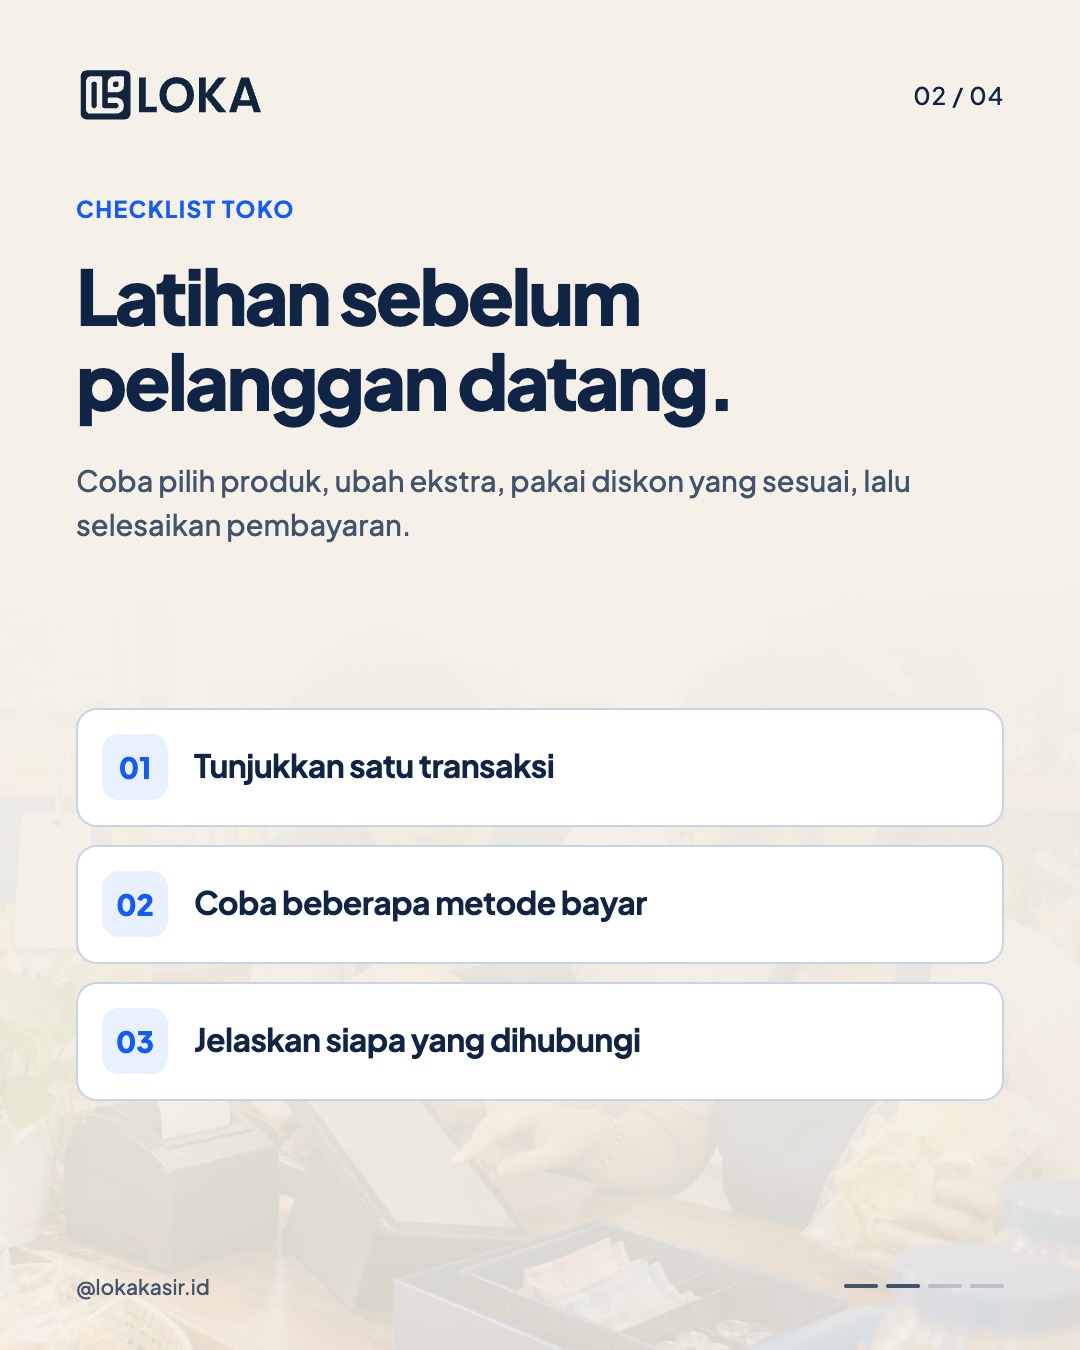 LOKA
02 / 04
CHECKLIST TOKO
Latihan sebelum
pelanggan datang.
Coba pilih produk, ubah ekstra, pakai diskon yang sesuai, lalu
selesaikan pembayaran.
01 Tunjukkan satu transaksi
02 Coba beberapa metode bayar
03 Jelaskan siapa yang dihubungi
@lokakasir.id